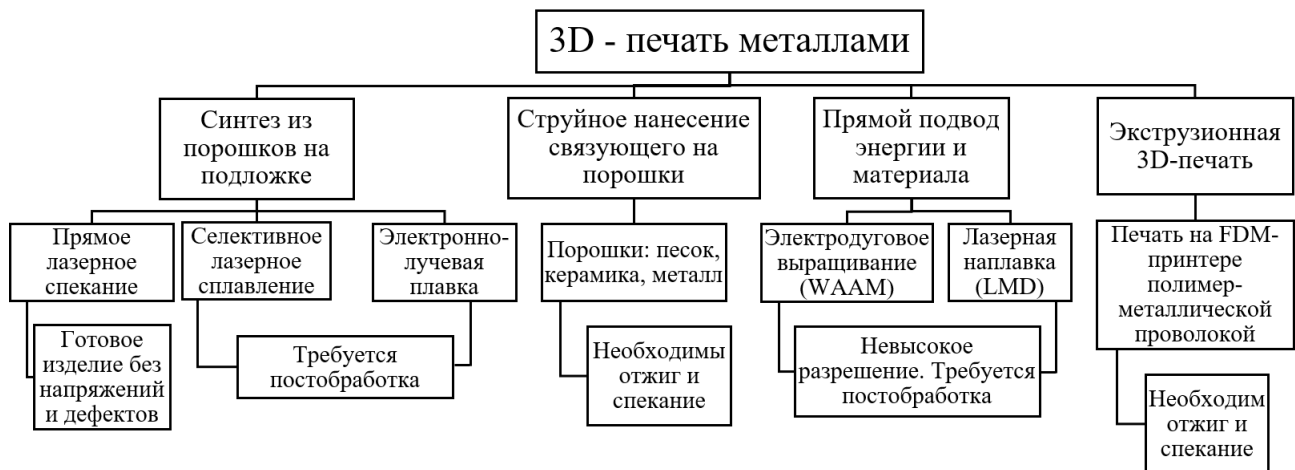 3D - печать металлами
Синтез из
порошков на
подложке
Струйное нанесение
связующего на
порошки
Прямой подвод
энергии и
материала
Экструзионная
3D-печать
Прямое
лазерное
спекание
Селективное
лазерное
сплавление
Электронно-
лучевая
плавка
Порошки: песок,
керамика, металл
Электродуговое
выращивание
(WAAM)
Лазерная
наплавка
(LMD)
Печать на FDM-
принтере
полимер-
металлической
проволокой
Готовое
изделие без
напряжений
и дефектов
Требуется
постобработка
Необходимы
отжиг и
спекание
Невысокое
разрешение. Требуется
постобработка
Необходим
отжиг и
спекание